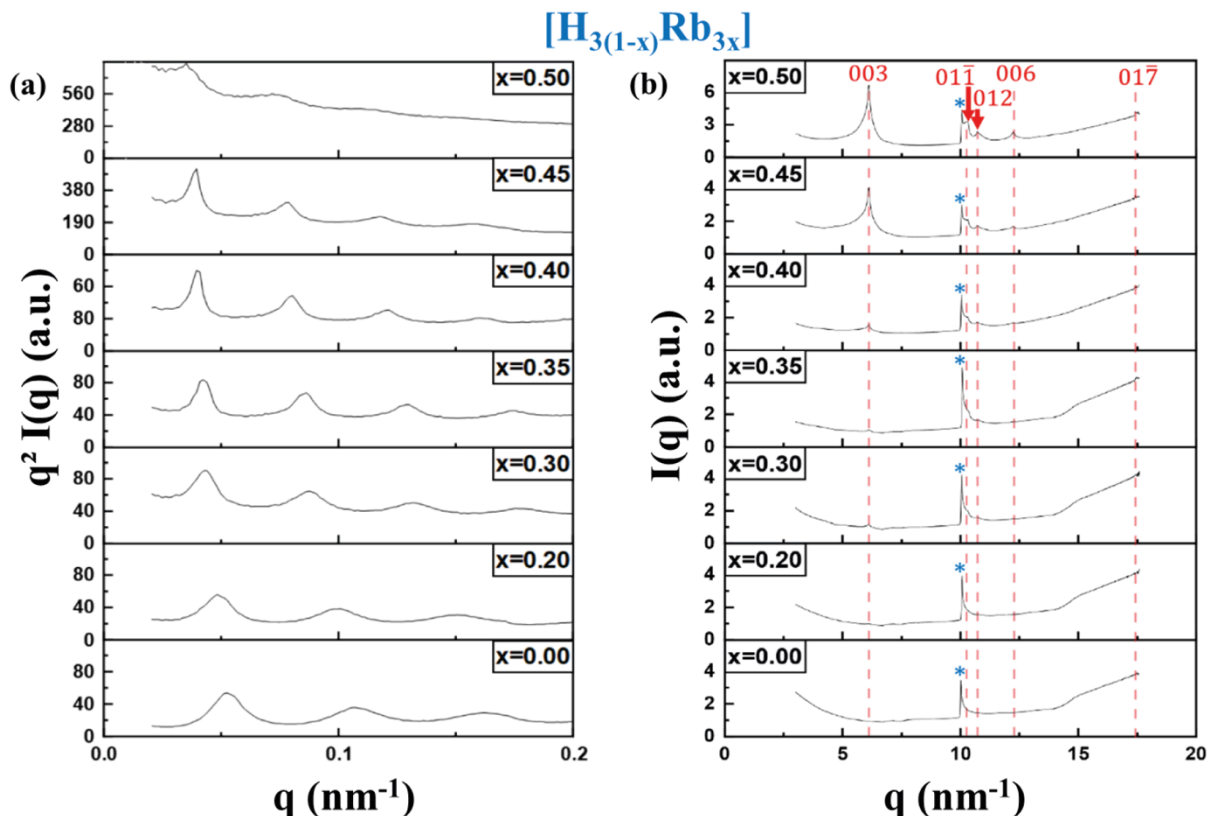 [H3(1-x)Rb3x]
(a)
q² I(q) (a.u.)
x=0.50
560
280
0
x=0.45
380
190
0
x=0.40
60
80
0
x=0.35
80
40
0
x=0.30
80
40
0
x=0.20
80
40
0
x=0.00
80
40
0
0.0
0.1
0.2
q (nm-1)
(b)
I(q) (a.u.)
003
011̄
012
006
017̄
x=0.50
*
6
3
0
x=0.45
*
4
2
0
x=0.40
*
4
2
0
x=0.35
*
4
2
0
x=0.30
*
4
2
0
x=0.20
*
4
2
0
x=0.00
*
4
2
0
0
5
10
15
20
q (nm-1)